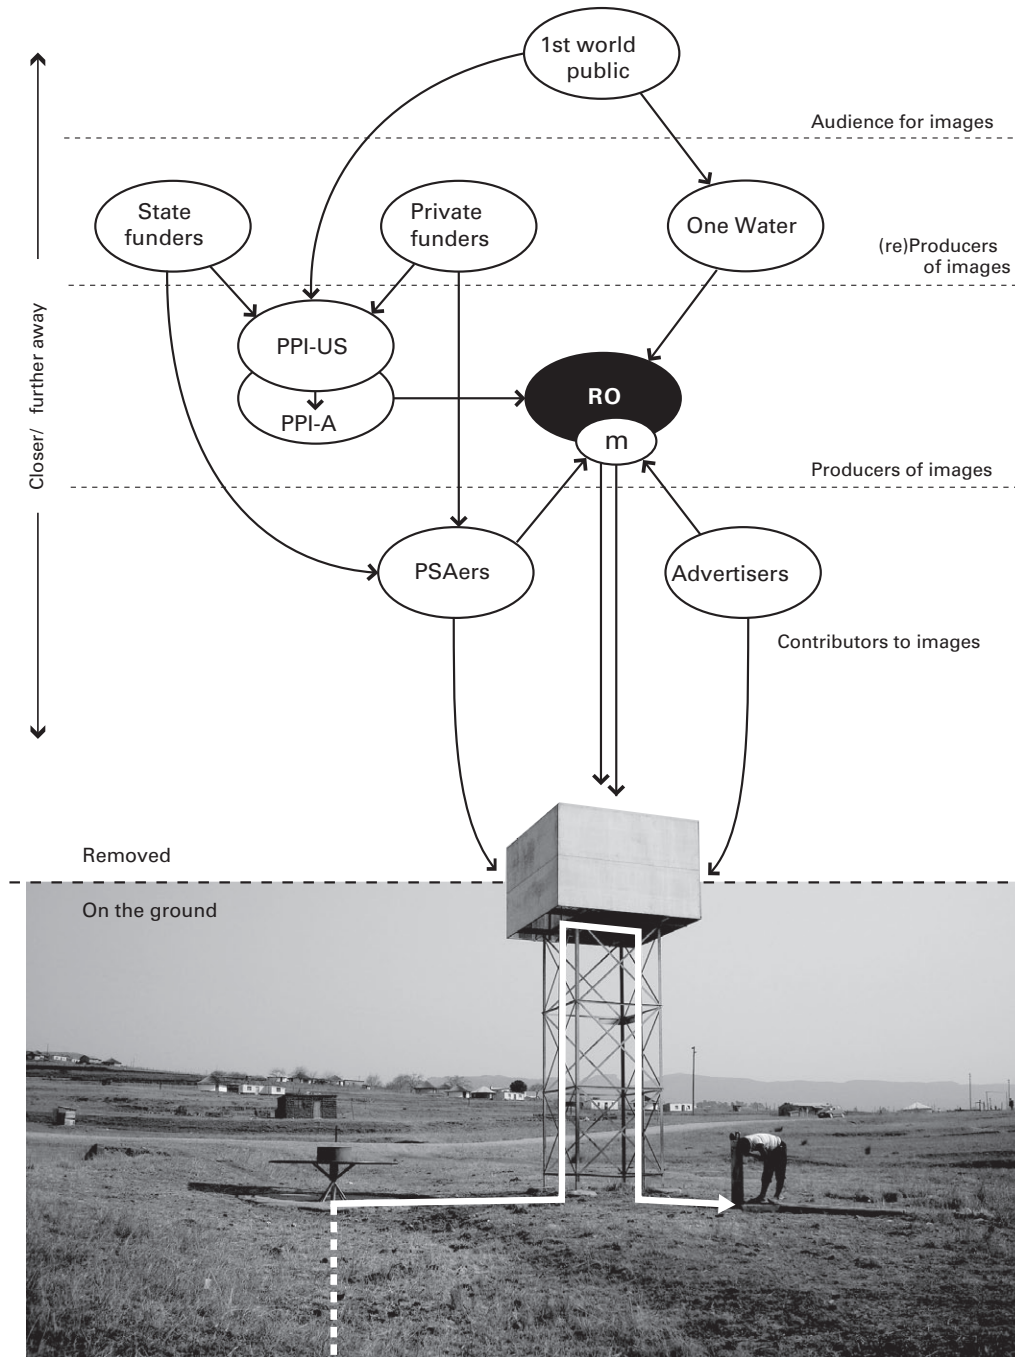 1st world
public
Audience for images
State
funders
Private
funders
One Water
(re)Producers
of images
PPI-US
PPI-A
RO
m
Closer/ further away
Producers of images
PSAers
Advertisers
Contributors to images
Removed
On the ground